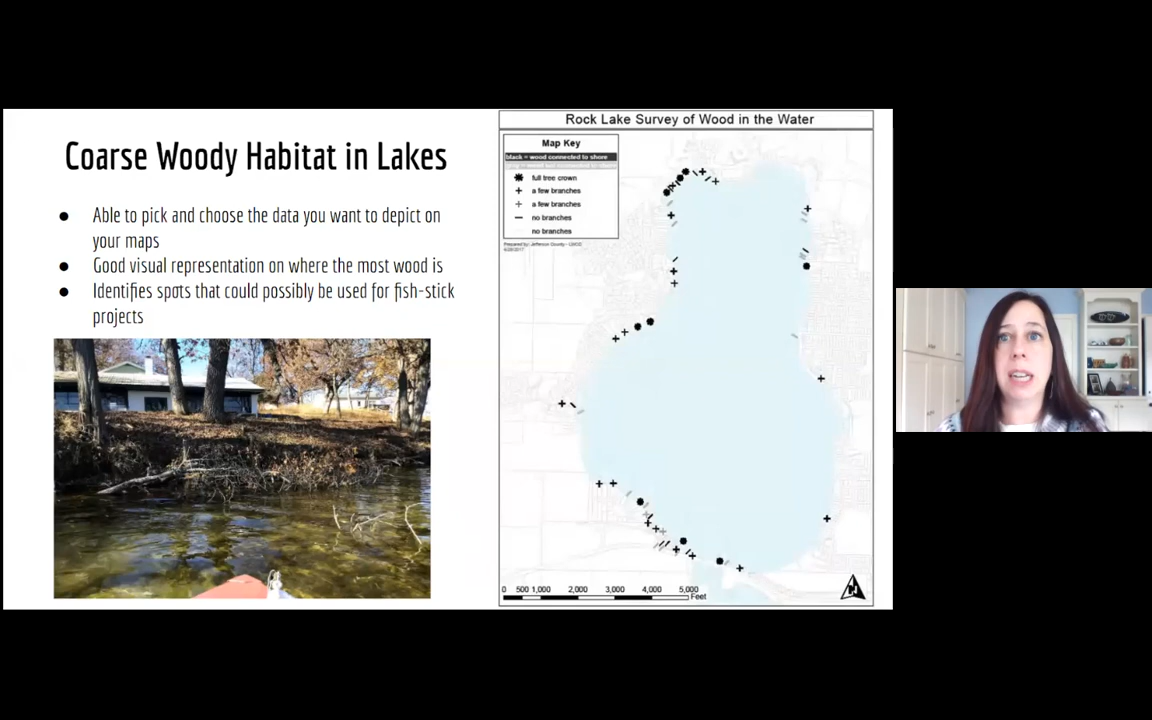 Coarse Woody Habitat in Lakes
● Able to pick and choose the data you want to depict on
your maps
● Good visual representation on where the most wood is
● Identifies spots that could possibly be used for fish-stick
projects
Rock Lake Survey of Wood in the Water
Map Key
black = wood connected to shore
full tree crown
a few branches
a few branches
no branches
no branches
Prepared by: Jefferson County - LWCD
0 500 1,000 2,000 3,000 4,000 5,000
Feet